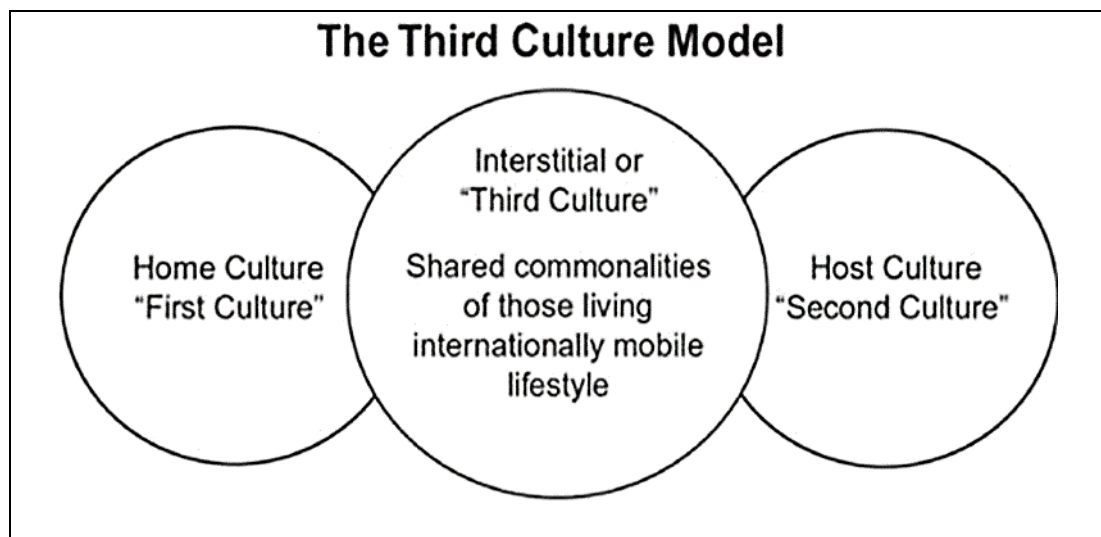 The Third Culture Model
Home Culture
“First Culture”
Interstitial or
“Third Culture”
Shared commonalities
of those living
internationally mobile
lifestyle
Host Culture
“Second Culture”